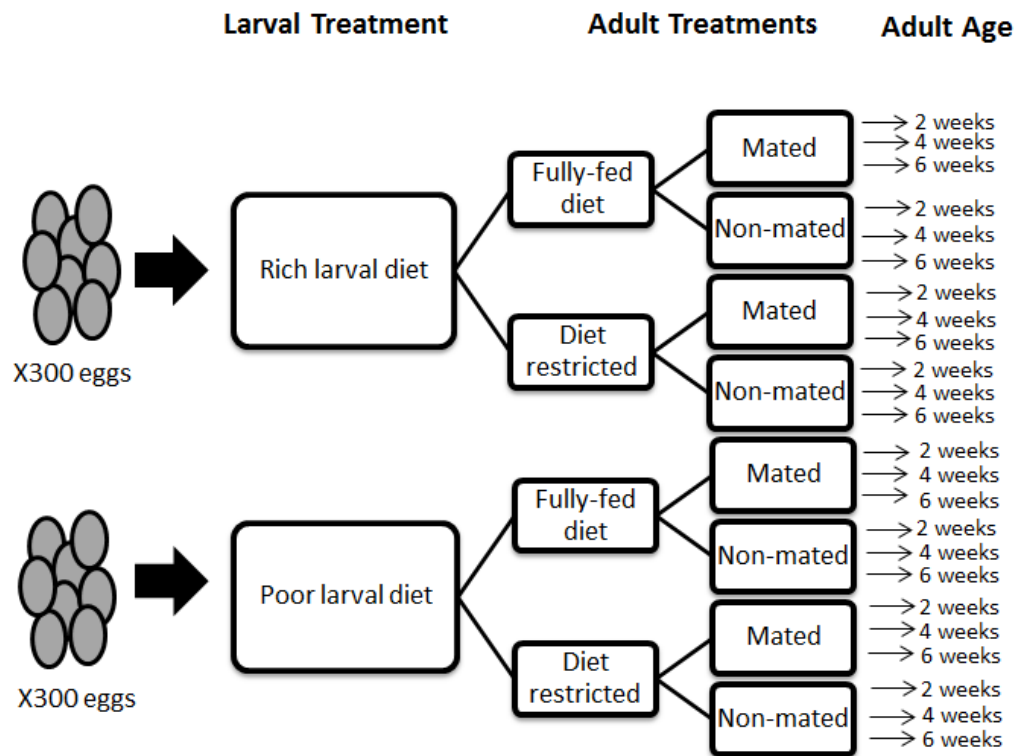 Larval Treatment
Adult Treatments
Adult Age
X300 eggs
Rich larval diet
Fully-fed
diet
Mated
2 weeks
4 weeks
6 weeks
Non-mated
2 weeks
4 weeks
6 weeks
Diet
restricted
Mated
2 weeks
4 weeks
6 weeks
Non-mated
2 weeks
4 weeks
6 weeks
X300 eggs
Poor larval diet
Fully-fed
diet
Mated
2 weeks
4 weeks
6 weeks
Non-mated
2 weeks
4 weeks
6 weeks
Diet
restricted
Mated
2 weeks
4 weeks
6 weeks
Non-mated
2 weeks
4 weeks
6 weeks